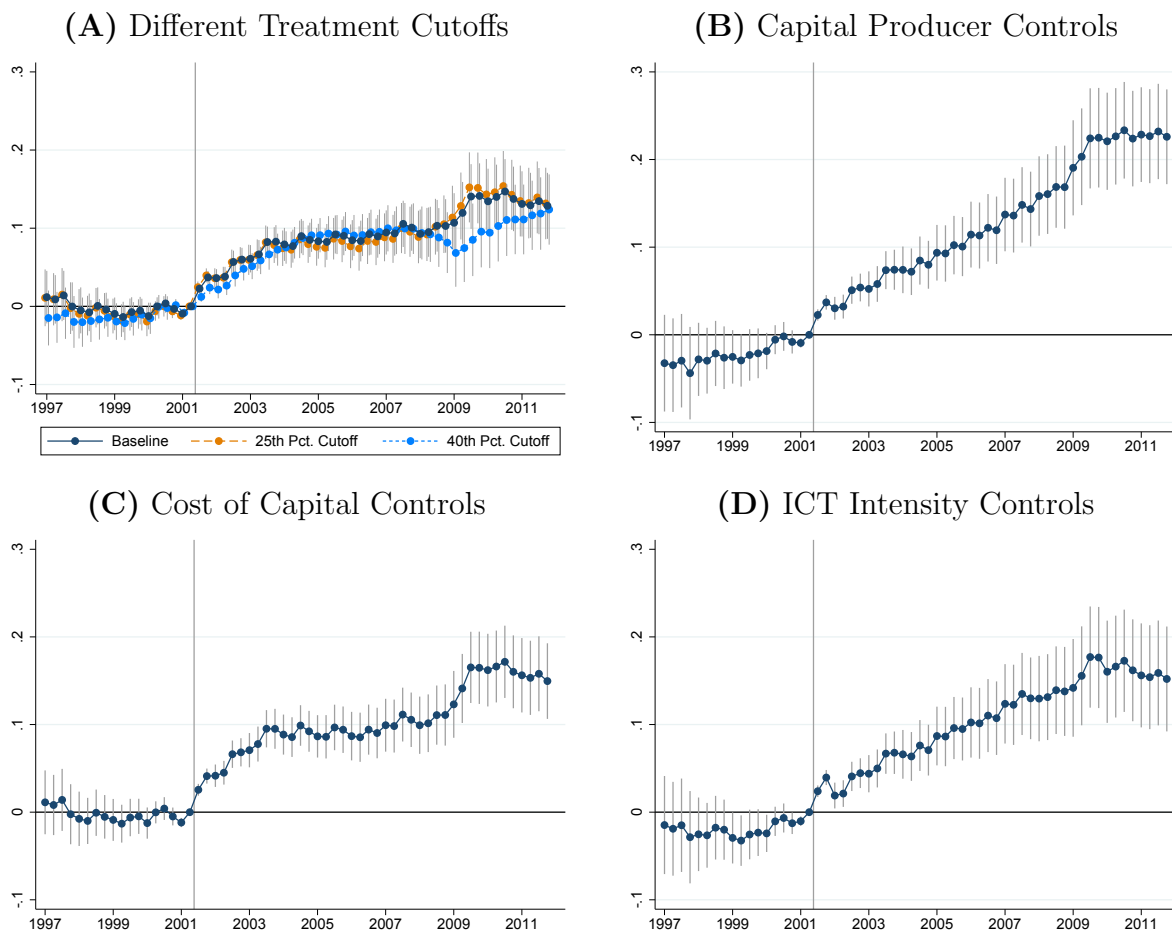 (A) Different Treatment Cutoffs
.3
.2
.1
0
-.1
1997 1999 2001 2003 2005 2007 2009 2011
Baseline 25th Pct. Cutoff 40th Pct. Cutoff
(B) Capital Producer Controls
.3
.2
.1
0
-.1
1997 1999 2001 2003 2005 2007 2009 2011
(C) Cost of Capital Controls
.3
.2
.1
0
-.1
1997 1999 2001 2003 2005 2007 2009 2011
(D) ICT Intensity Controls
.3
.2
.1
0
-.1
1997 1999 2001 2003 2005 2007 2009 2011